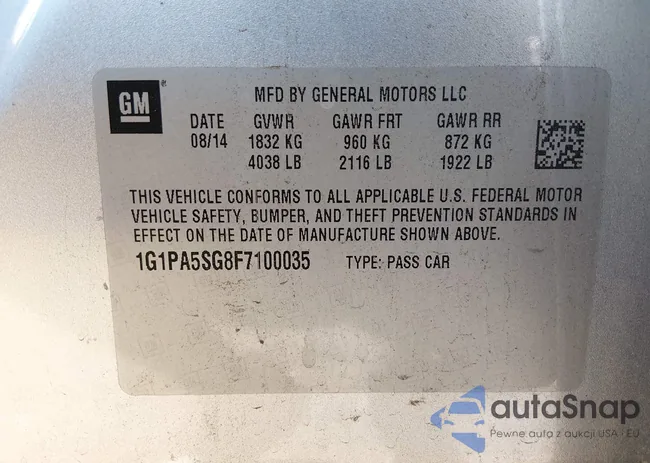 GM
MFD BY GENERAL MOTORS LLC
DATE GVWR GAWR FRT GAWR RR
08/14 1832 KG 960 KG 872 KG
4038 LB 2116 LB 1922 LB
THIS VEHICLE CONFORMS TO ALL APPLICABLE U.S. FEDERAL MOTOR
VEHICLE SAFETY, BUMPER, AND THEFT PREVENTION STANDARDS IN
EFFECT ON THE DATE OF MANUFACTURE SHOWN ABOVE.
1G1PA5SG8F7100035 TYPE: PASS CAR
autaSnap
Pewne auta z aukcji USA i EU